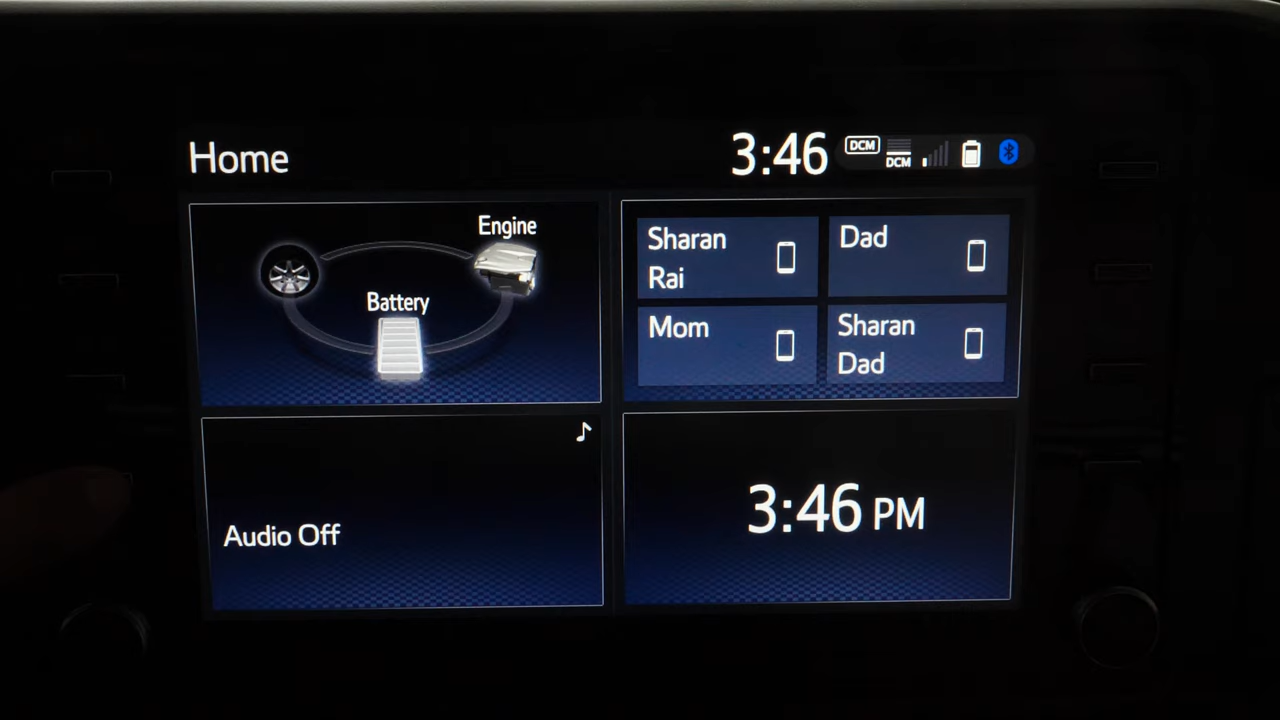 Home
3:46
DCM
DCM
Engine
Battery
Sharan
Rai
Dad
Mom
Sharan
Dad
Audio Off
3:46 PM